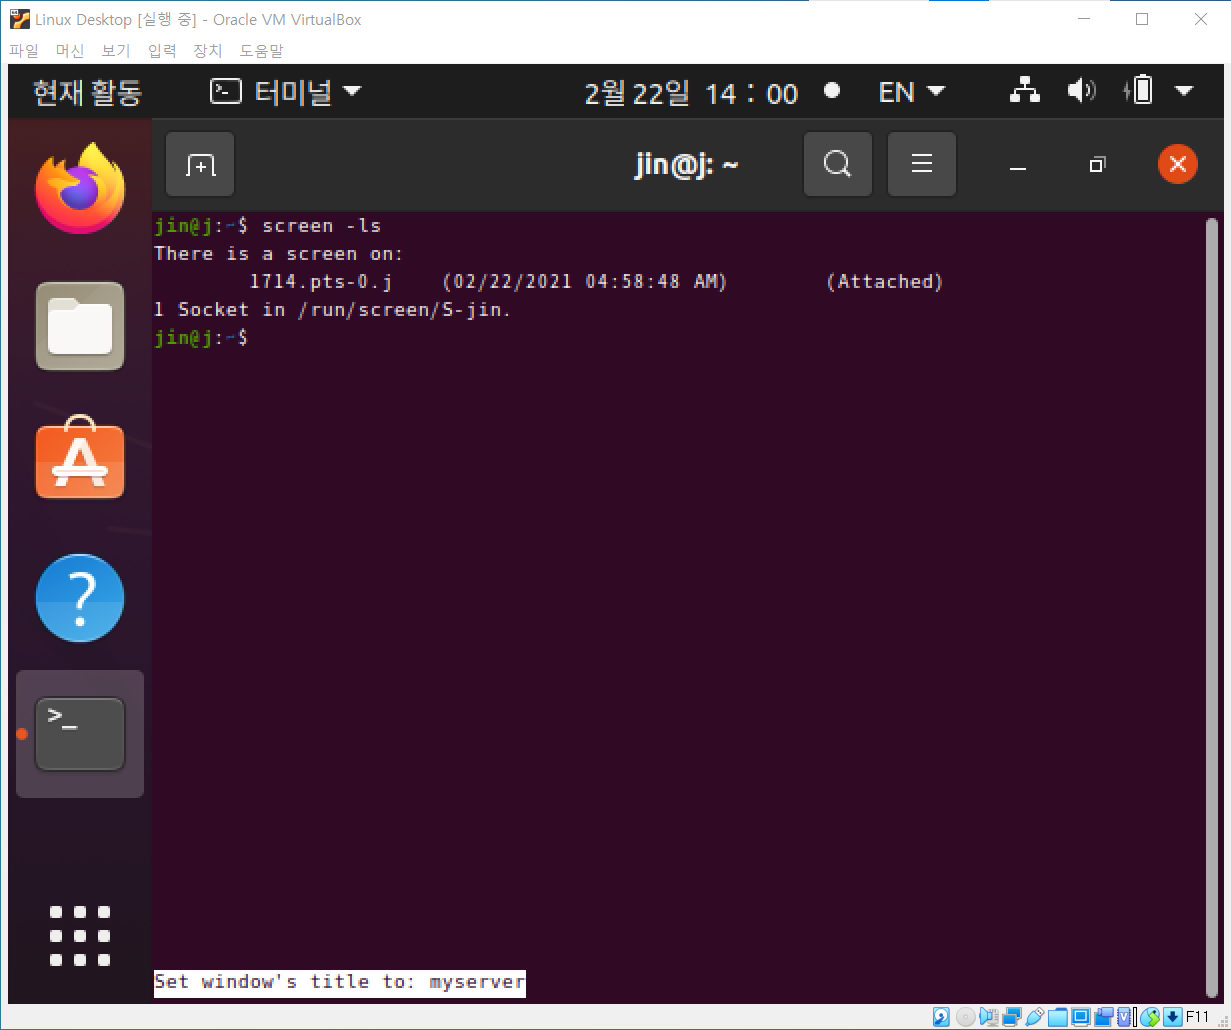 Linux Desktop [실행 중] - Oracle VM VirtualBox
파일 머신 보기 입력 장치 도움말
현재 활동 터미널 2월 22일 14 : 00 EN
jin@j: ~
jin@j:~$ screen -ls
There is a screen on:
1714.pts-0.j (02/22/2021 04:58:48 AM) (Attached)
1 Socket in /run/screen/S-jin.
jin@j:~$
Set window's title to: myserver
F11